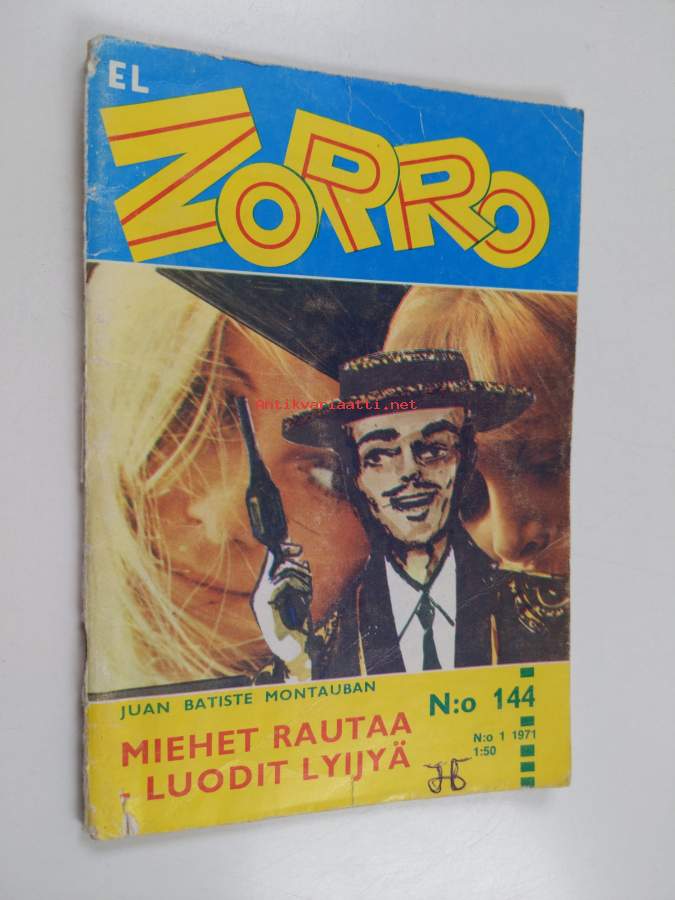 EL
ZORRO
Antikvariaatti.net
JUAN BATISTE MONTAUBAN
MIEHET RAUTAA
- LUODIT LYIJYÄ
N:o 144
N:o 1 1971
1:50